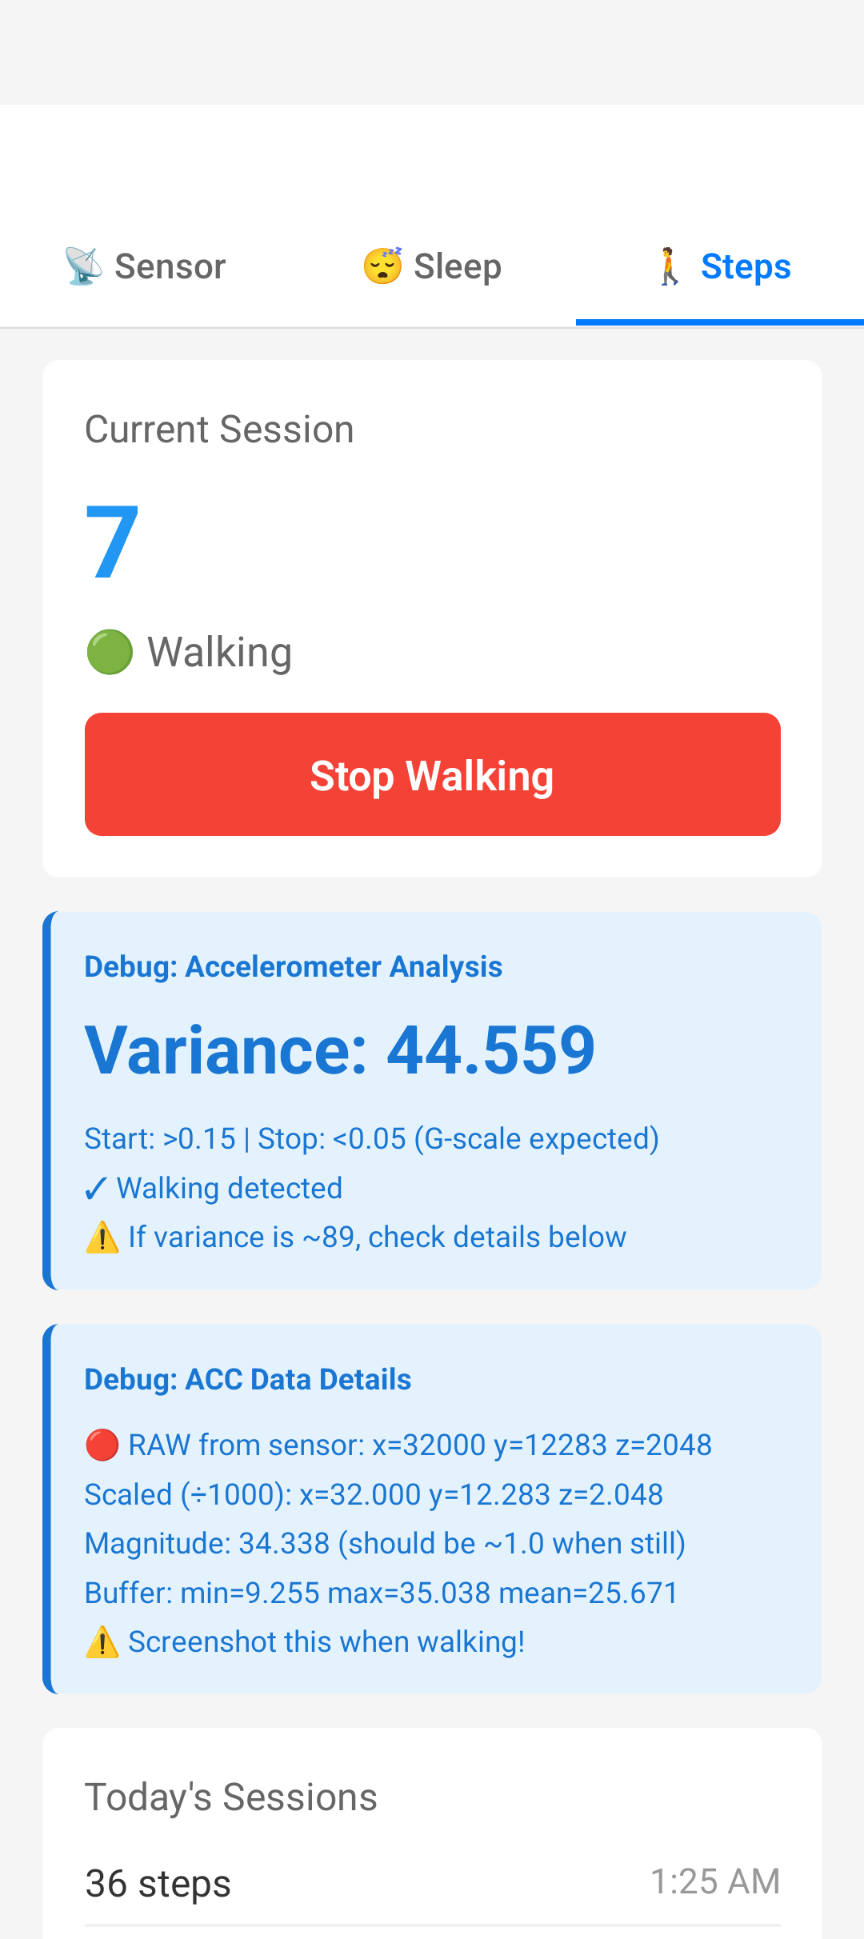 📡 Sensor
😴 Sleep
🚶 Steps
Current Session
7
🟢 Walking
Stop Walking
Debug: Accelerometer Analysis
Variance: 44.559
Start: >0.15 | Stop: <0.05 (G-scale expected)
✓ Walking detected
⚠️ If variance is ~89, check details below
Debug: ACC Data Details
🔴 RAW from sensor: x=32000 y=12283 z=2048
Scaled (÷1000): x=32.000 y=12.283 z=2.048
Magnitude: 34.338 (should be ~1.0 when still)
Buffer: min=9.255 max=35.038 mean=25.671
⚠️ Screenshot this when walking!
Today's Sessions
36 steps 1:25 AM